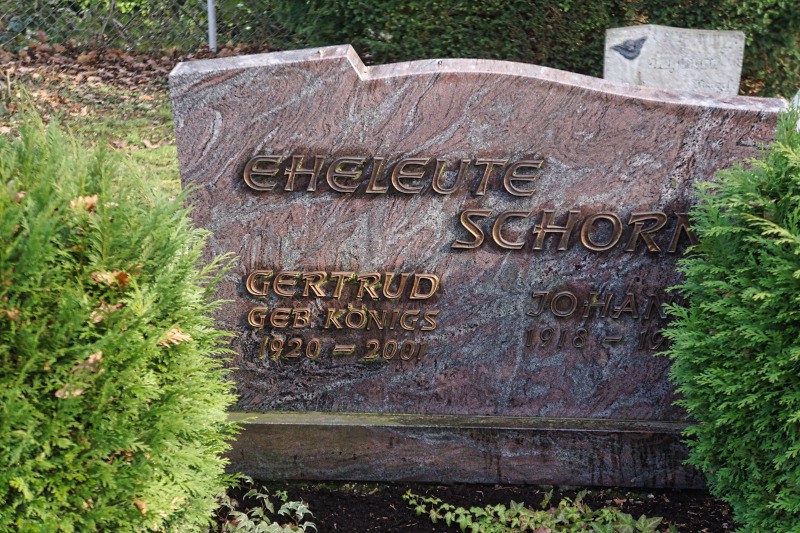 EHELEUTE
SCHORN
GERTRUD
GEB. KÖNIGS
1920 – 2001
1918 –